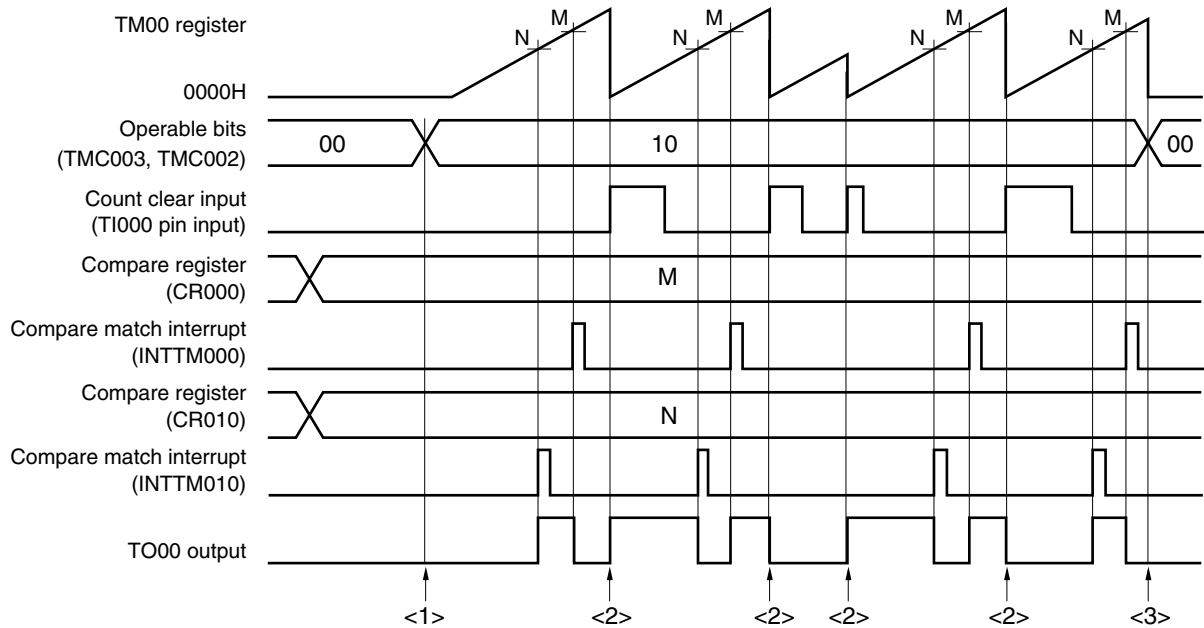 M M M M
TM00 register
N N N N
0000H
Operable bits
(TMC003, TMC002)
00 10 00
Count clear input
(TI000 pin input)
Compare register
(CR000)
M
Compare match interrupt
(INTTM000)
Compare register
(CR010)
N
Compare match interrupt
(INTTM010)
TO00 output
<1> <2> <2> <2> <2> <3>